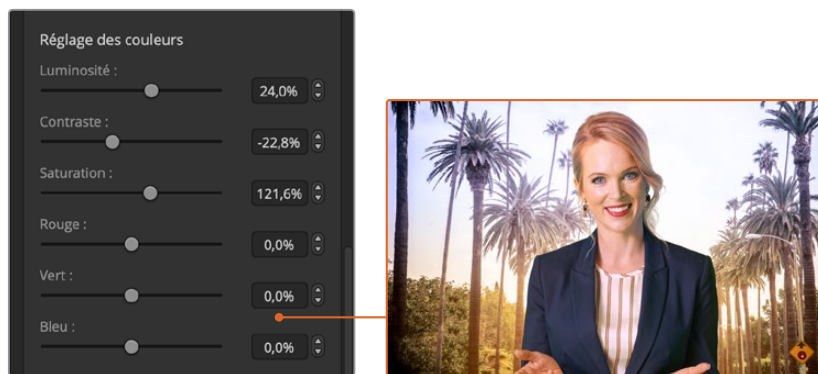 Réglage des couleurs
Luminosité :
24,0%
Contraste :
-22,8%
Saturation :
121,6%
Rouge :
0,0%
Vert :
0,0%
Bleu :
0,0%